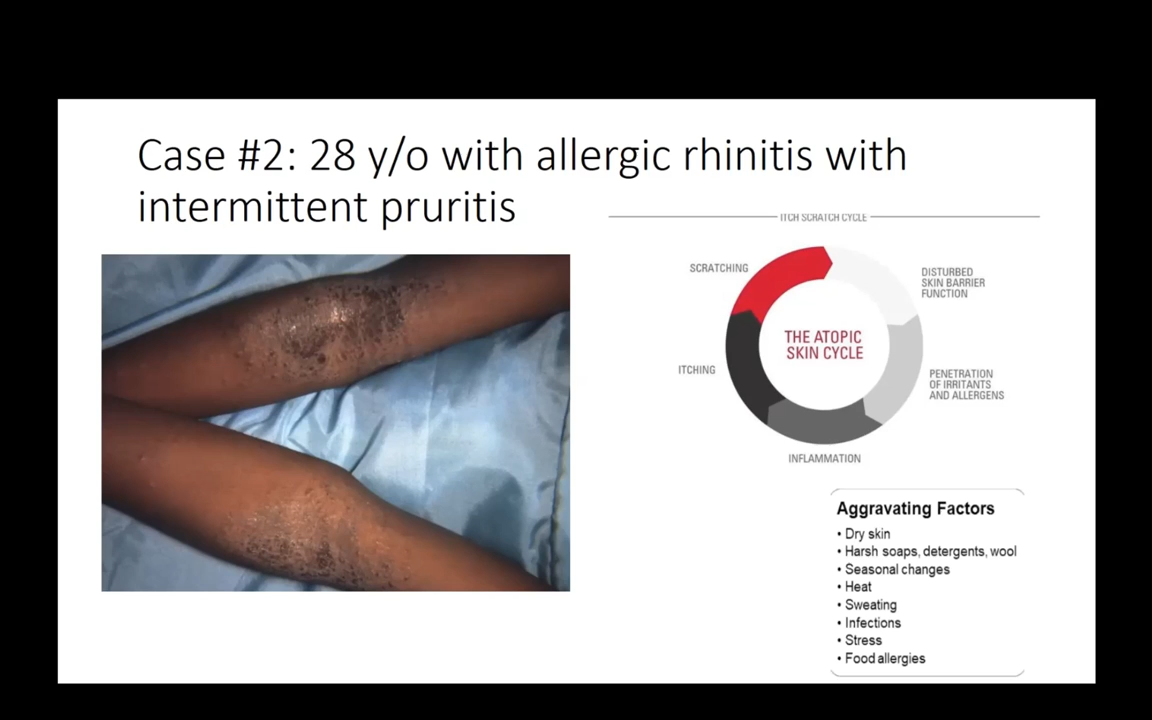 Case #2: 28 y/o with allergic rhinitis with
intermittent pruritis
ITCH SCRATCH CYCLE
SCRATCHING
DISTURBED
SKIN BARRIER
FUNCTION
THE ATOPIC
SKIN CYCLE
ITCHING
PENETRATION
OF IRRITANTS
AND ALLERGENS
INFLAMMATION
Aggravating Factors
• Dry skin
• Harsh soaps, detergents, wool
• Seasonal changes
• Heat
• Sweating
• Infections
• Stress
• Food allergies